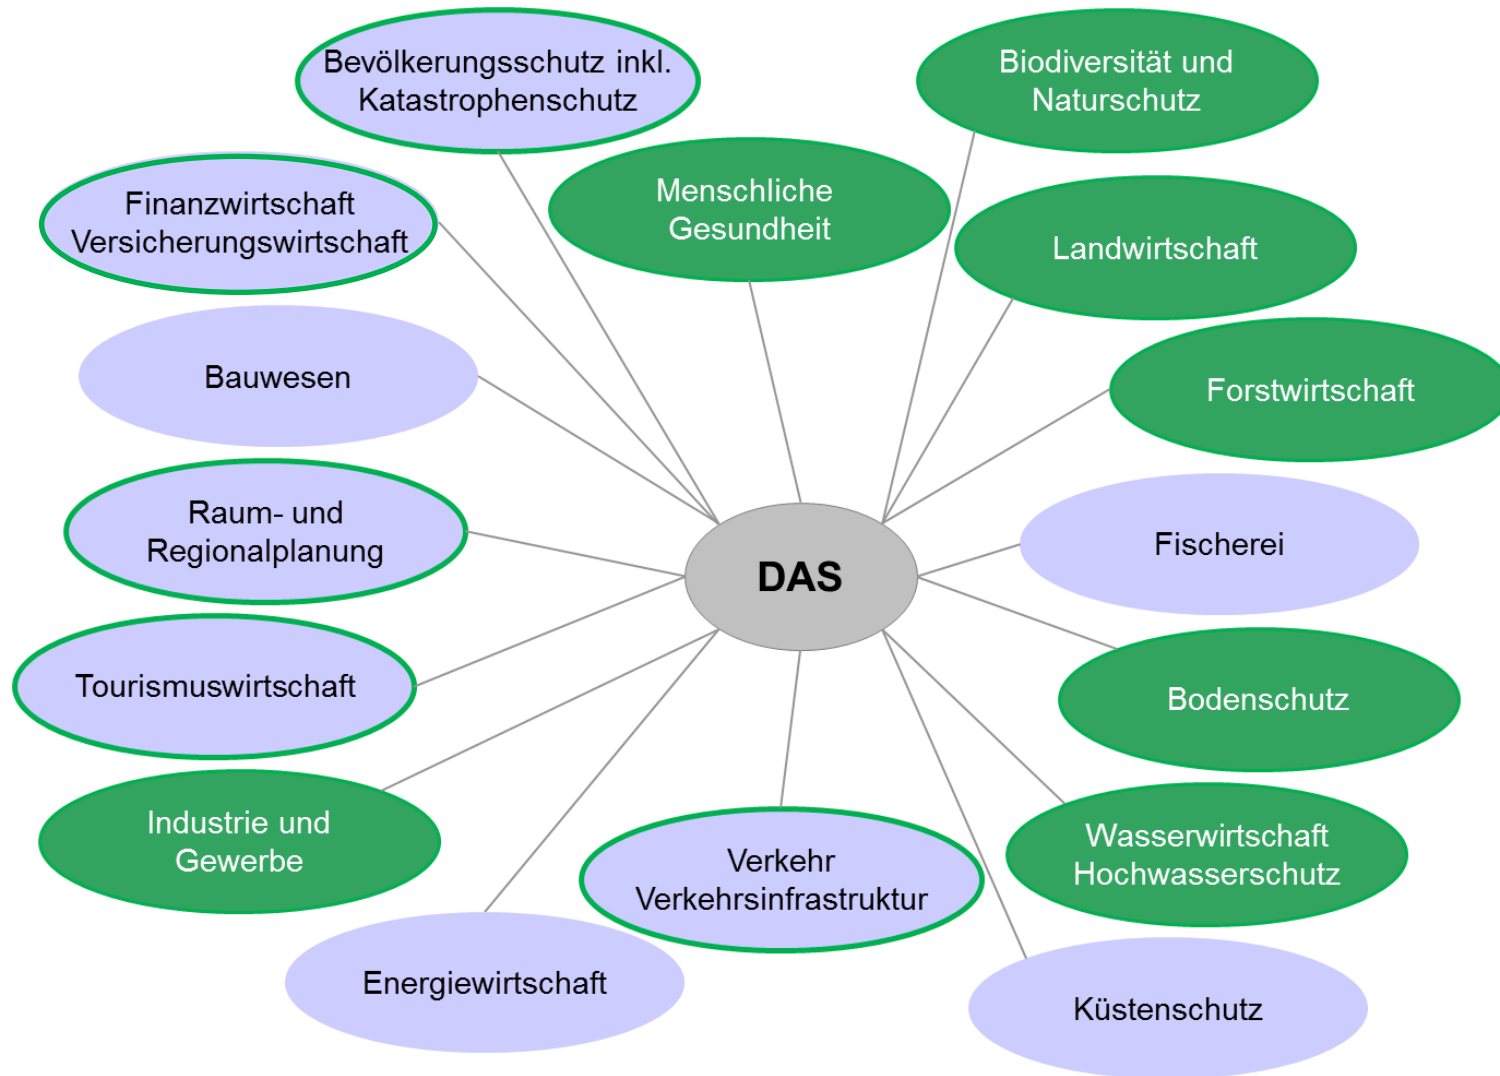 Bevölkerungsschutz inkl.
Katastrophenschutz
Biodiversität und
Naturschutz
Finanzwirtschaft
Versicherungswirtschaft
Menschliche
Gesundheit
Landwirtschaft
Bauwesen
Forstwirtschaft
Raum- und
Regionalplanung
DAS
Fischerei
Tourismuswirtschaft
Bodenschutz
Industrie und
Gewerbe
Verkehr
Verkehrsinfrastruktur
Wasserwirtschaft
Hochwasserschutz
Energiewirtschaft
Küstenschutz